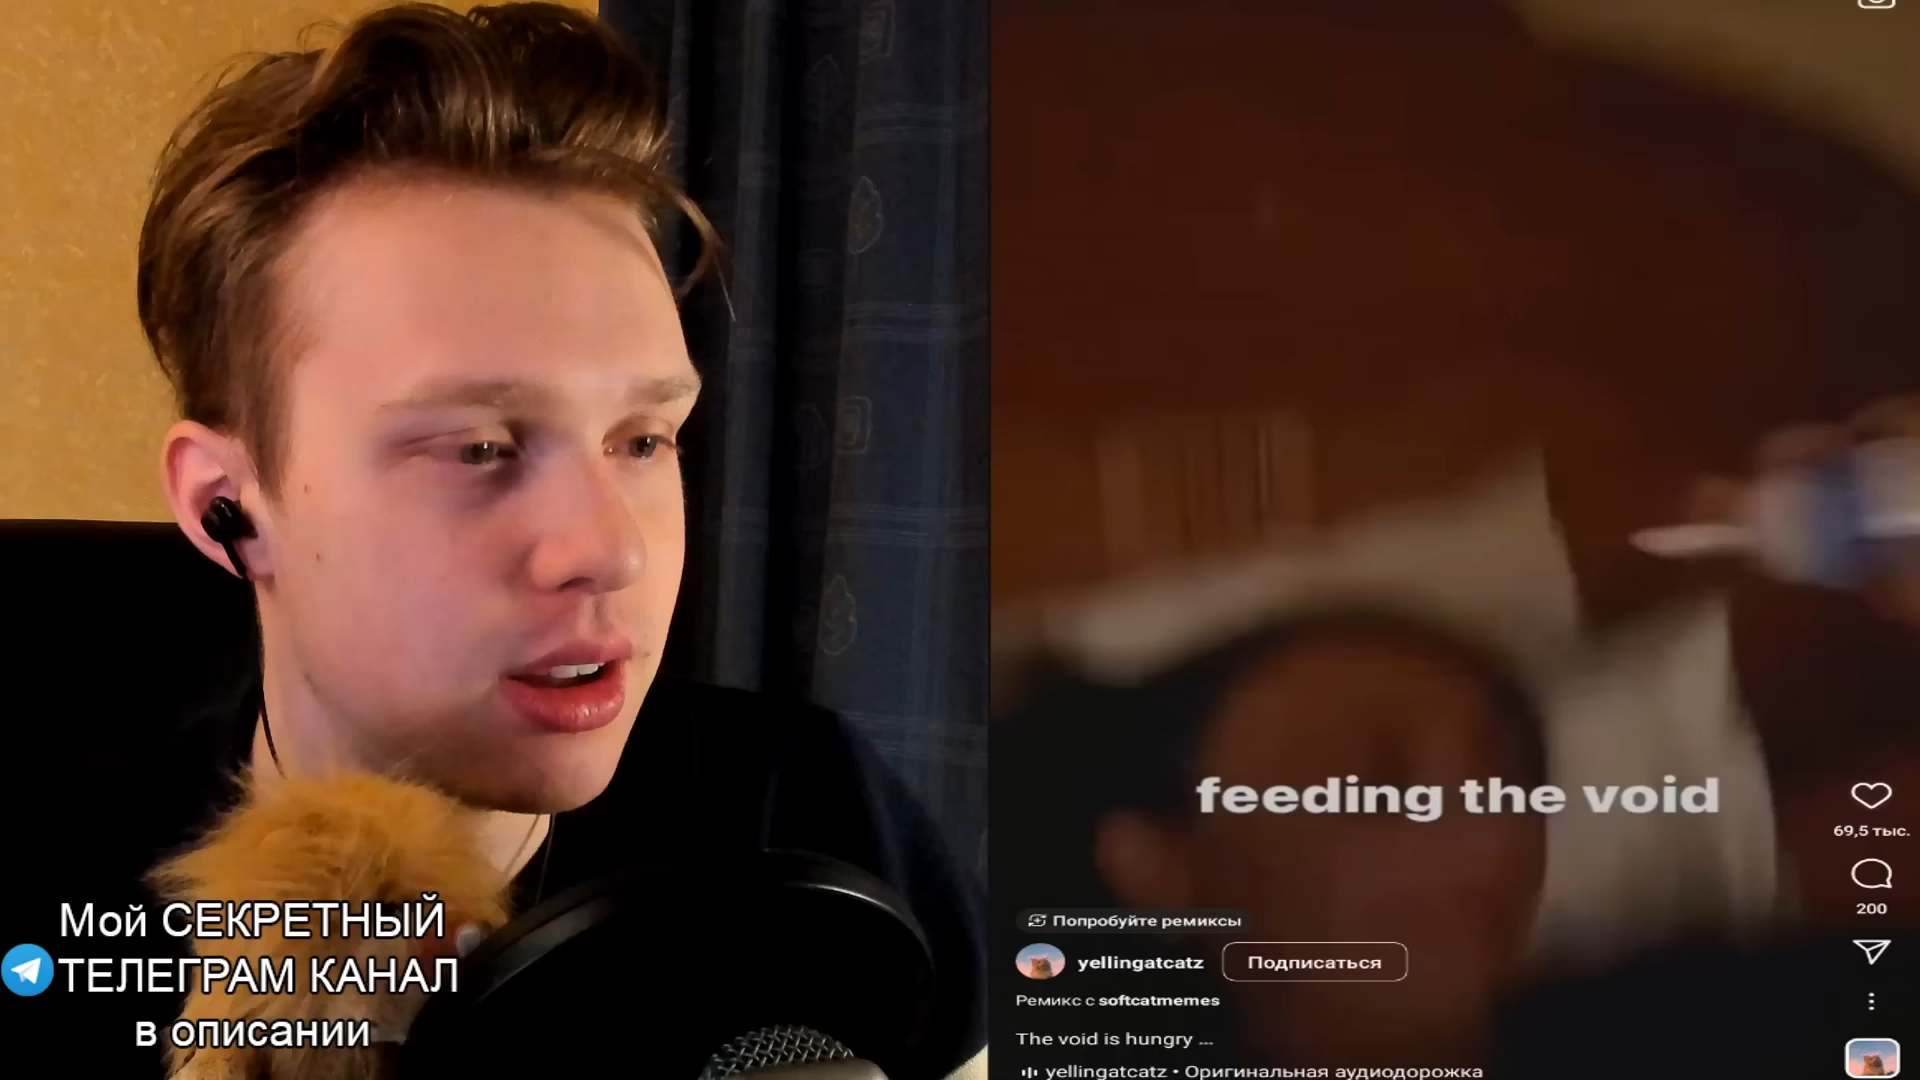 Мой СЕКРЕТНЫЙ
ТЕЛЕГРАМ КАНАЛ
в описании
feeding the void
69,5 тыс.
200
Попробуйте ремиксы
yellingatcatz Подписаться
Ремикс с softcatmemes
The void is hungry ...
yellingatcatz • Оригинальная аудиодорожка